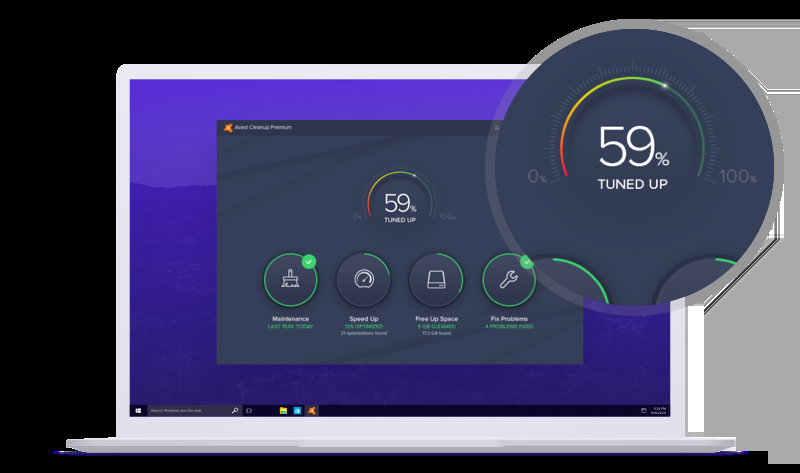 Avast Cleanup Premium
59%
TUNED UP
0%
100%
59%
TUNED UP
0%
100%
Maintenance
LAST RUN: TODAY
Speed Up
13% OPTIMIZED
21 optimizations found
Free Up Space
5 GB CLEANED
17.2 GB found
Fix Problems
4 PROBLEMS FIXED
Search Windows and the web